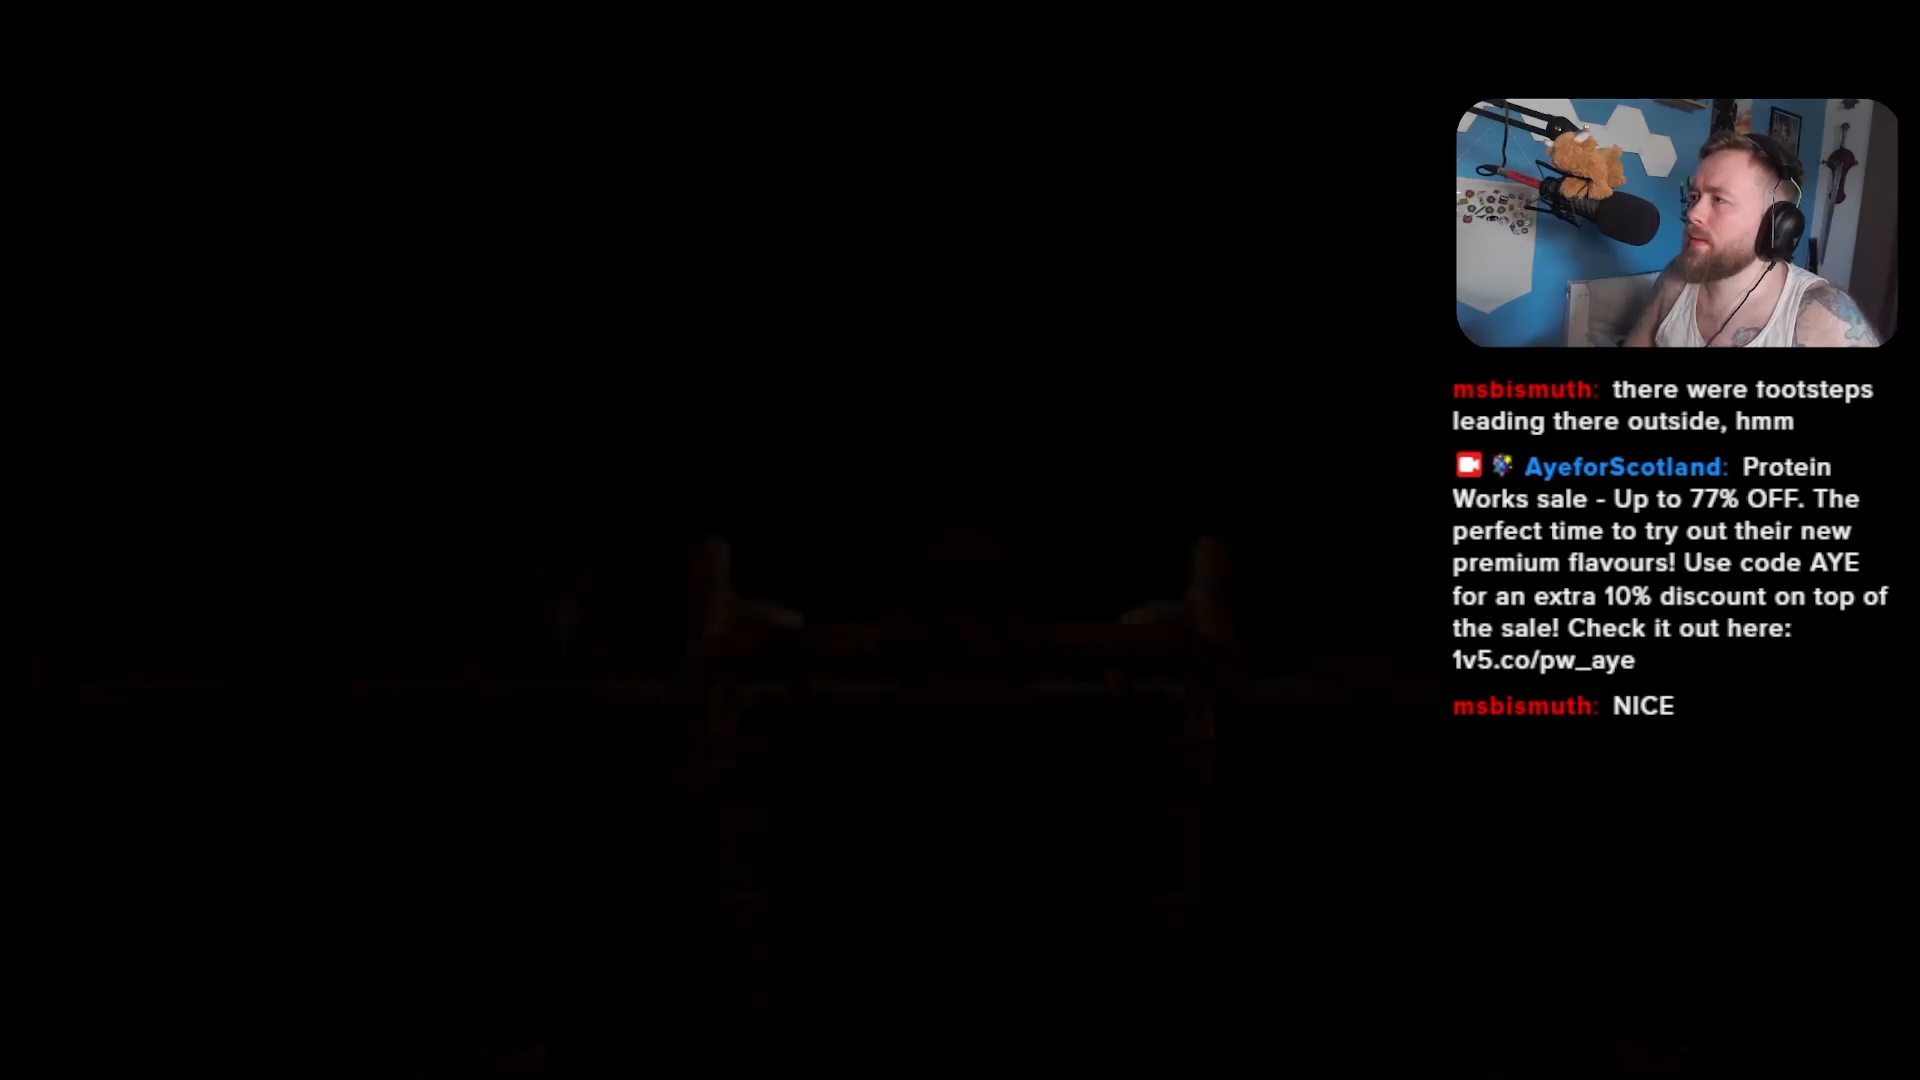 msbismuth: there were footsteps
leading there outside, hmm
AyeforScotland: Protein
Works sale - Up to 77% OFF. The
perfect time to try out their new
premium flavours! Use code AYE
for an extra 10% discount on top of
the sale! Check it out here:
1v5.co/pw_aye
msbismuth: NICE